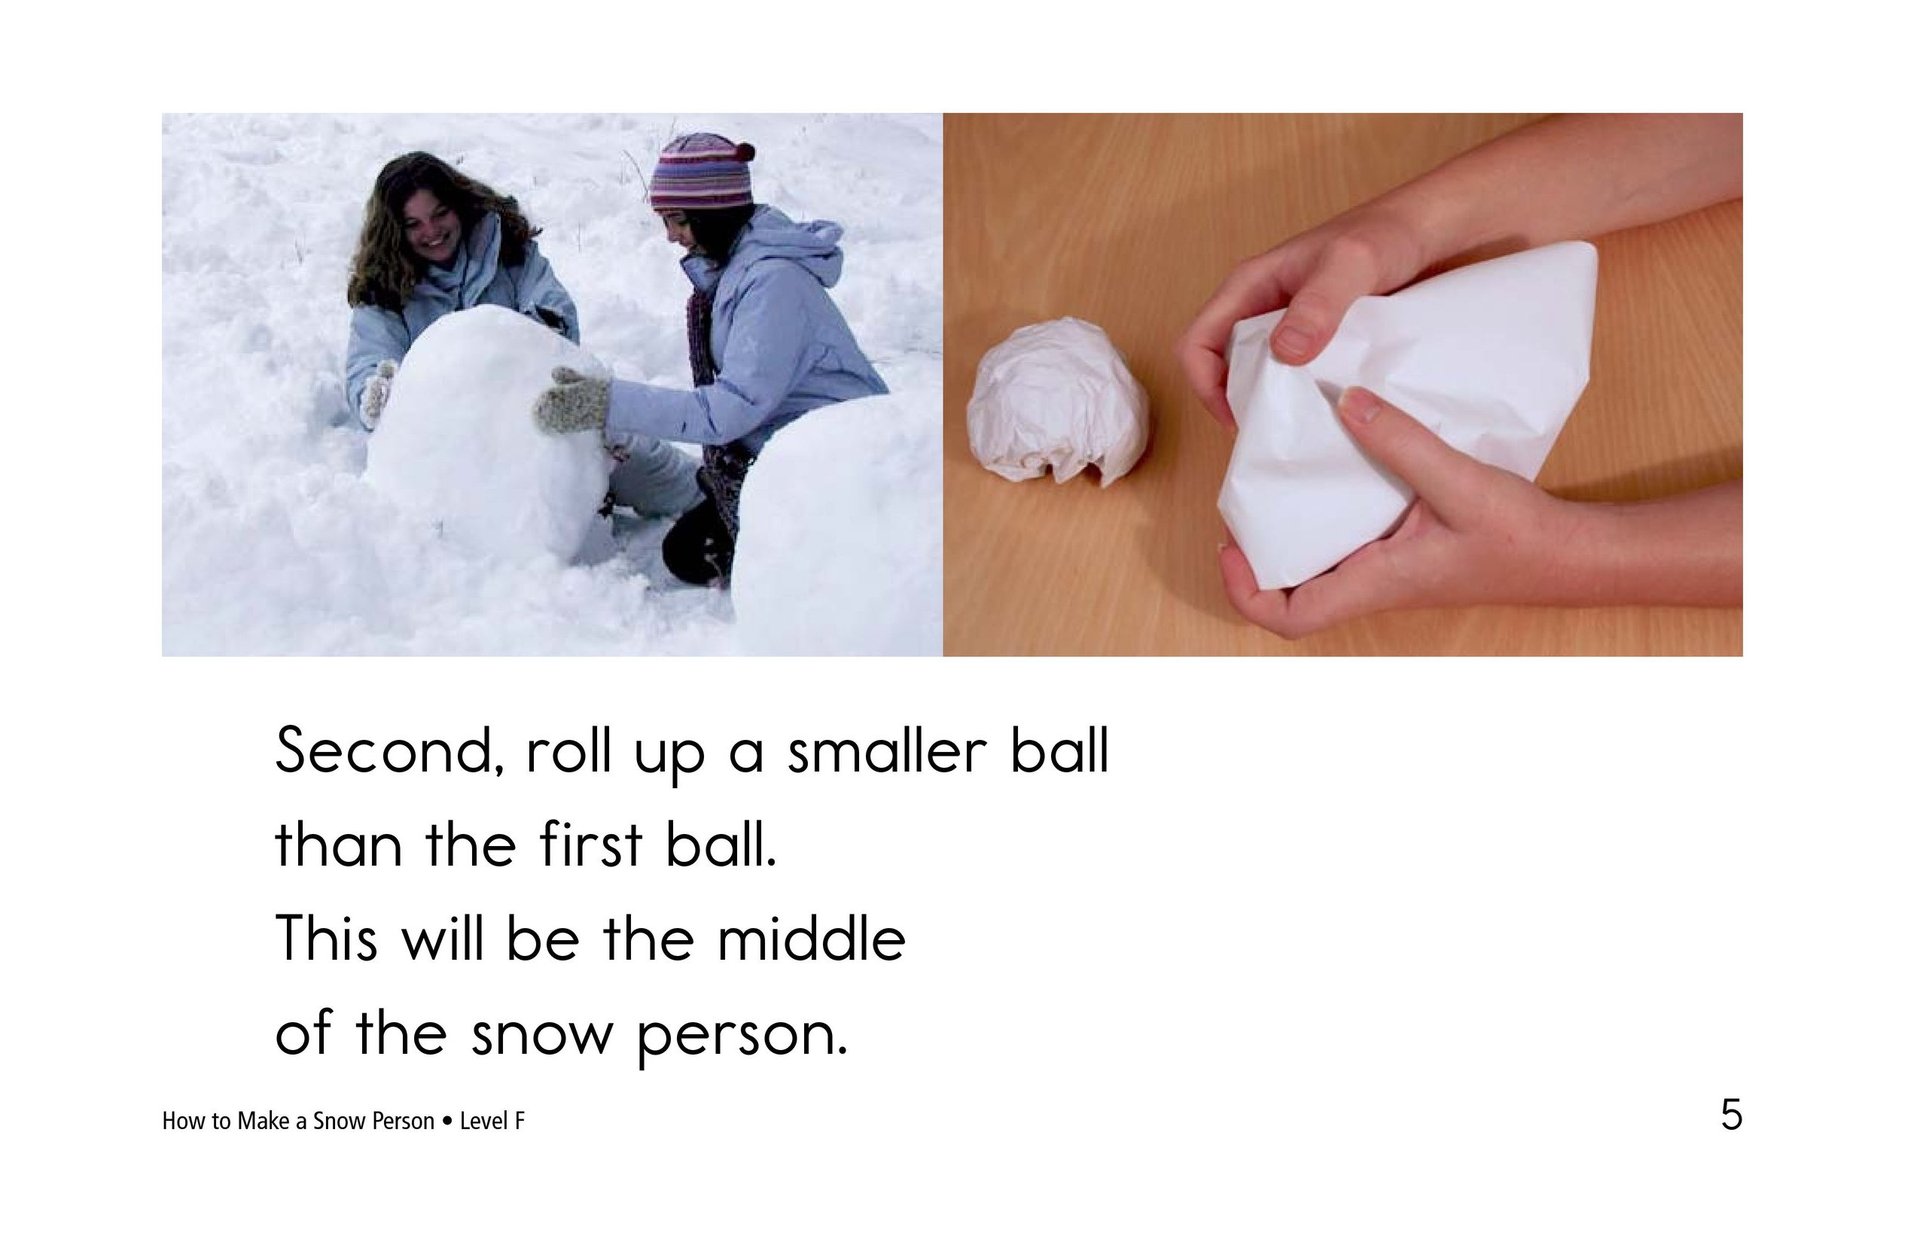 Second, roll up a smaller ball
than the first ball.
This will be the middle
of the snow person.
How to Make a Snow Person • Level F
5